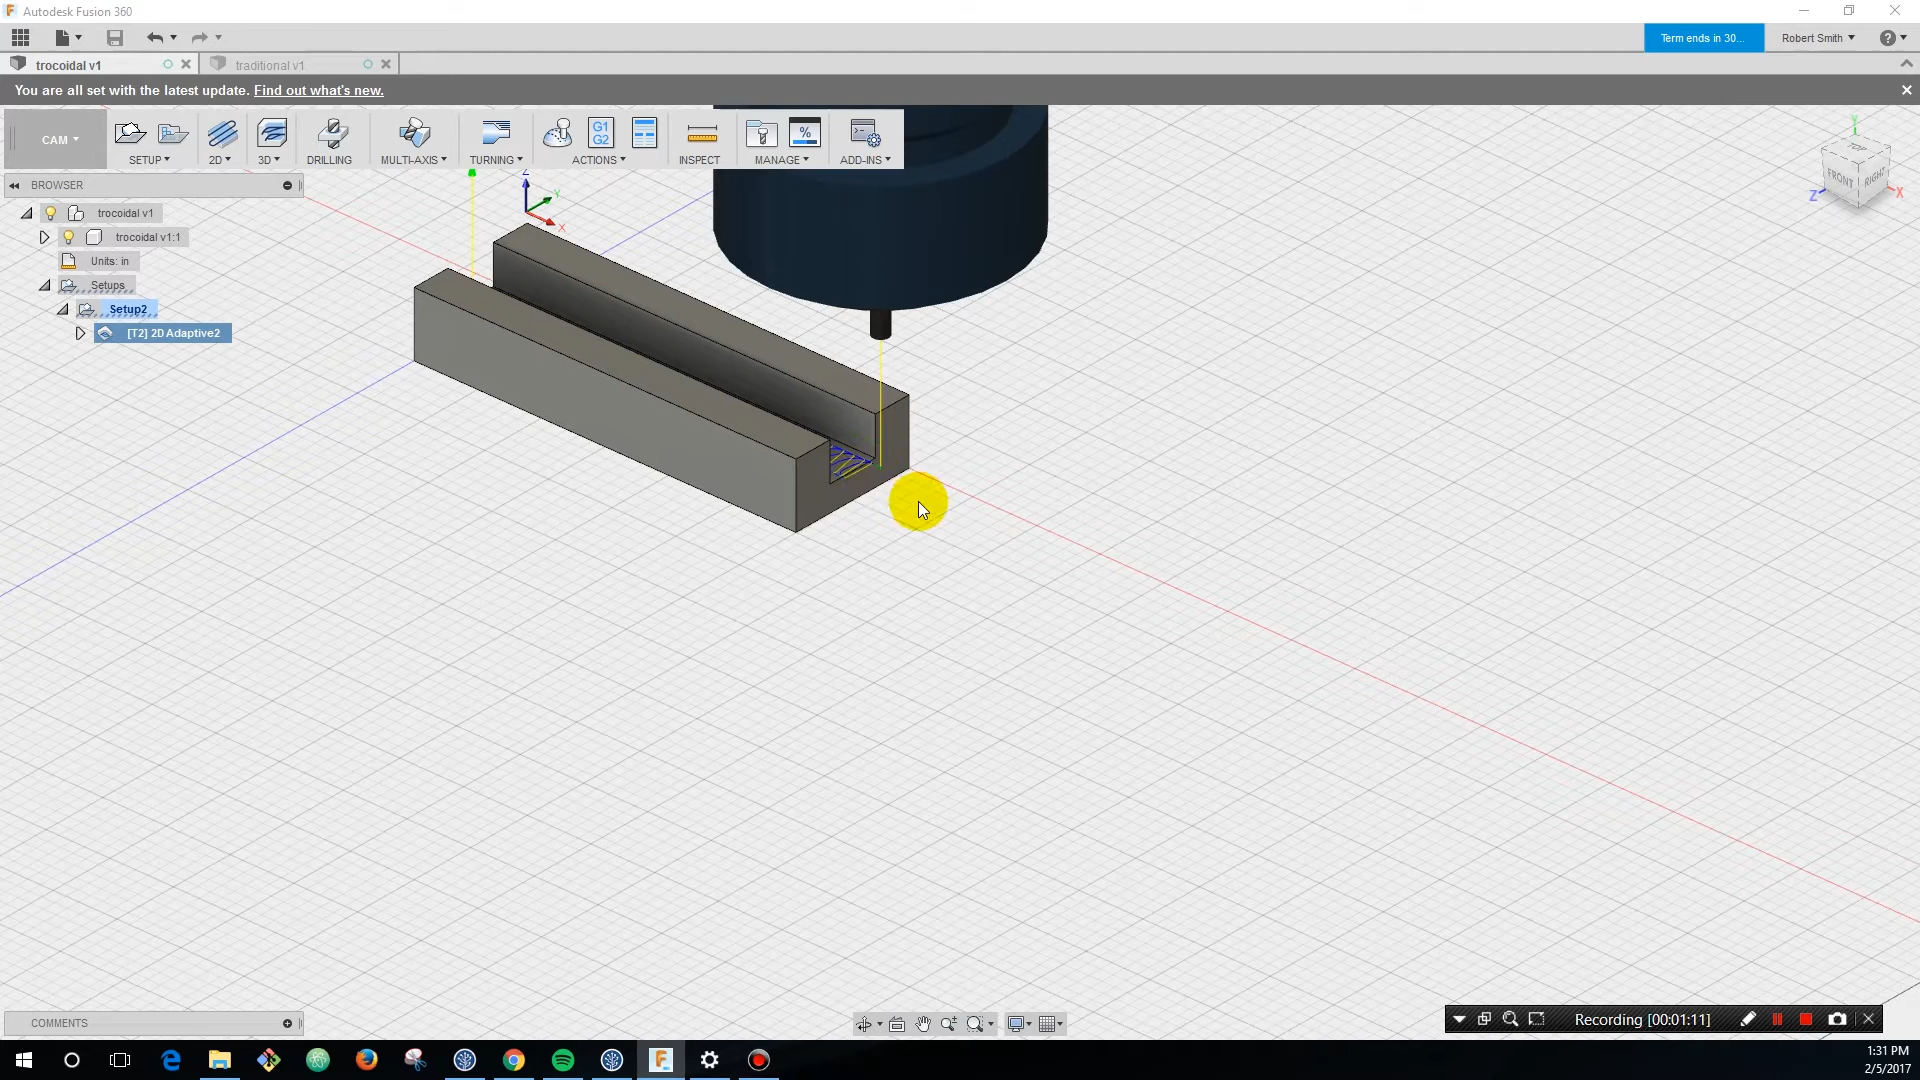 Autodesk Fusion 360
Term ends in 30...
Robert Smith
trocoidal v1
traditional v1
You are all set with the latest update. Find out what's new.
CAM
SETUP
2D
3D
DRILLING
MULTI-AXIS
TURNING
G1
G2
ACTIONS
INSPECT
%
MANAGE
ADD-INS
BROWSER
trocoidal v1
trocoidal v1:1
Units: in
Setups
Setup2
[T2] 2D Adaptive2
Z
Y
X
Y
TOP
FRONT
RIGHT
Z
X
COMMENTS
Recording [00:01:11]
1:31 PM
2/5/2017